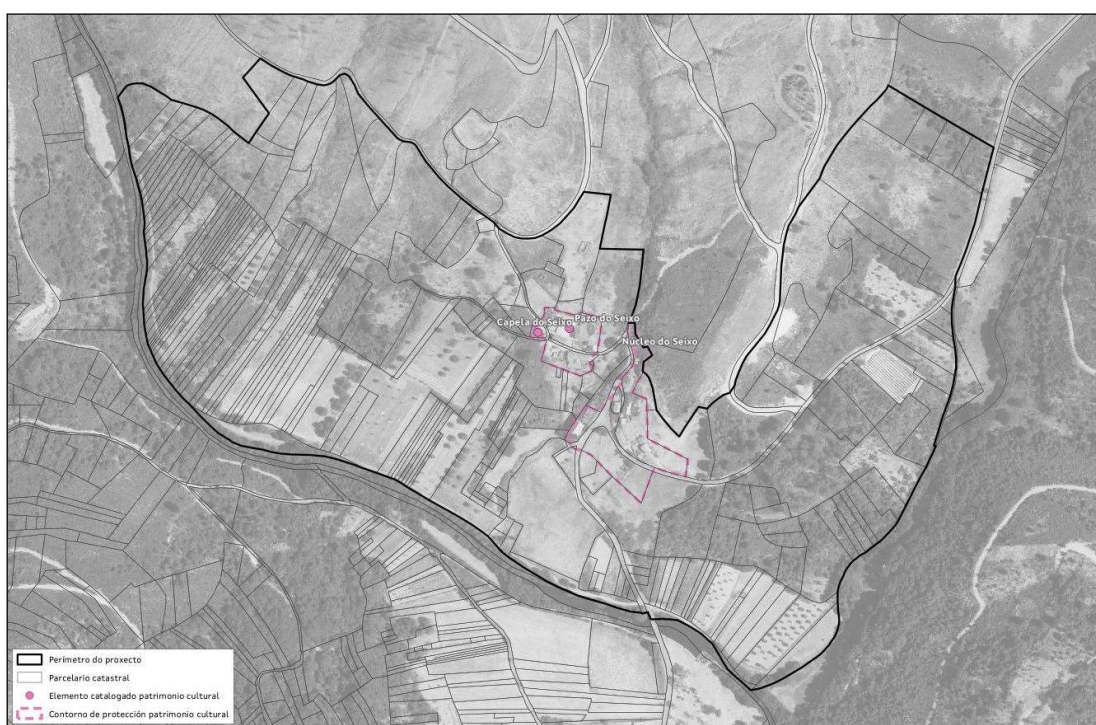 Capela do Seixo
Pazo do Seixo
Núcleo do Seixo
Perímetro do proxecto
Parcelario catastral
Elemento catalogado patrimonio cultural
Contorno de protección patrimonio cultural